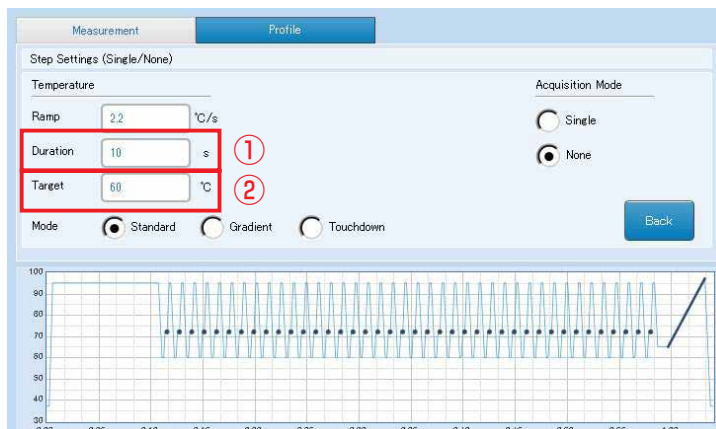 Measurement Profile
Step Settings (Single/None)
Temperature Acquisition Mode
Ramp 2.2 °C/s Single
Duration 10 s ① None
Target 60 °C ②
Mode Standard Gradient Touchdown Back
100
90
80
70
60
50
40
30